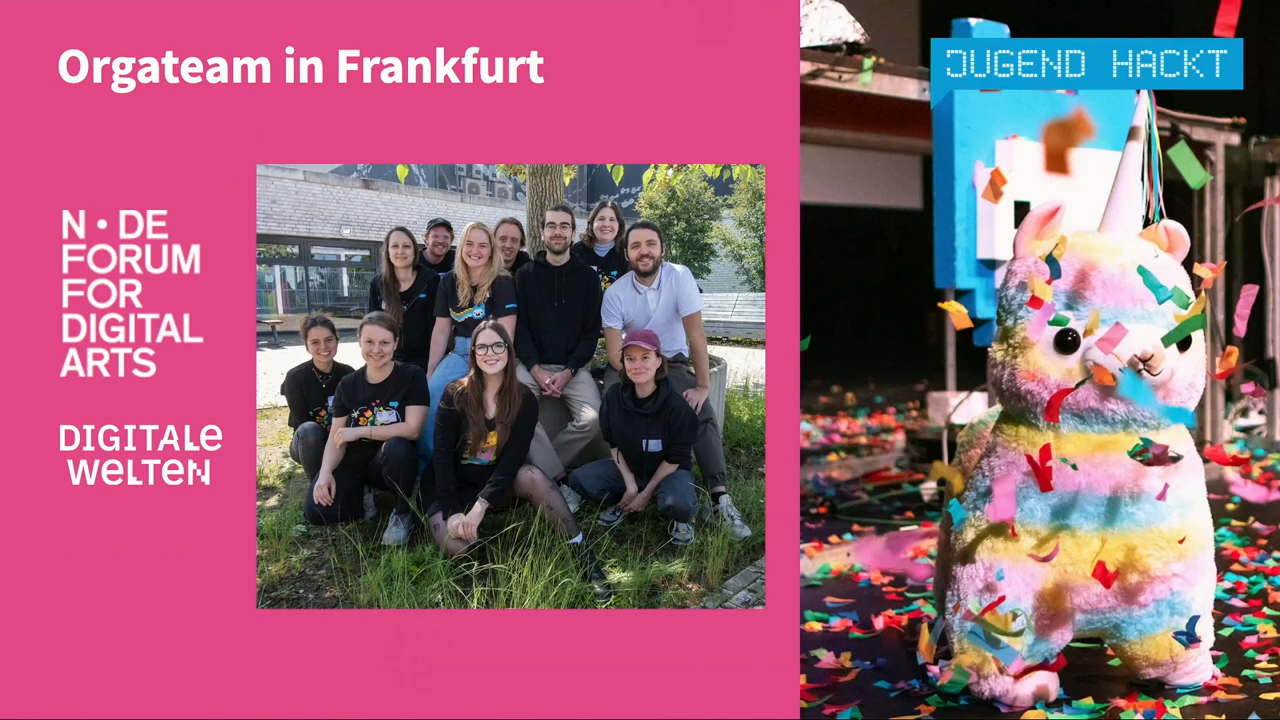 Orgateam in Frankfurt
JUGEND HACKT
N•DE
FORUM
FOR
DIGITAL
ARTS
DIGITALe
WeLTeN